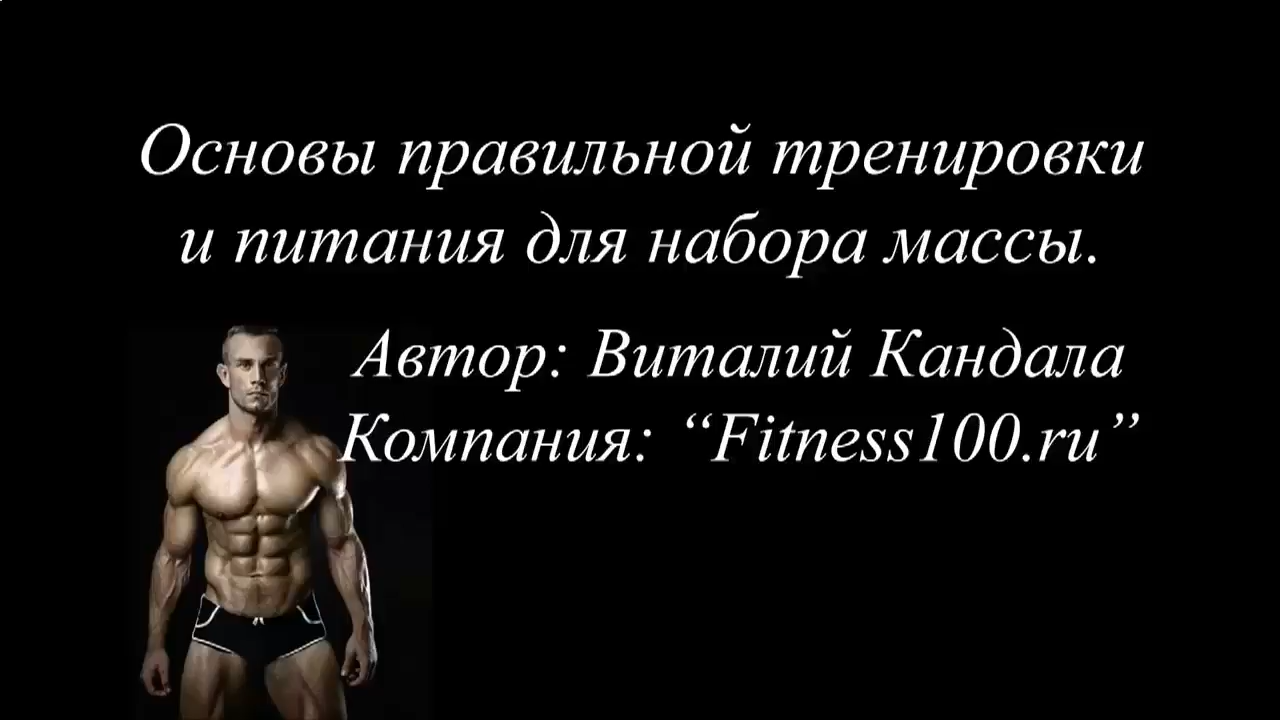 Основы правильной тренировки
и питания для набора массы.
Автор: Виталий Кандала
Компания: “Fitness100.ru”